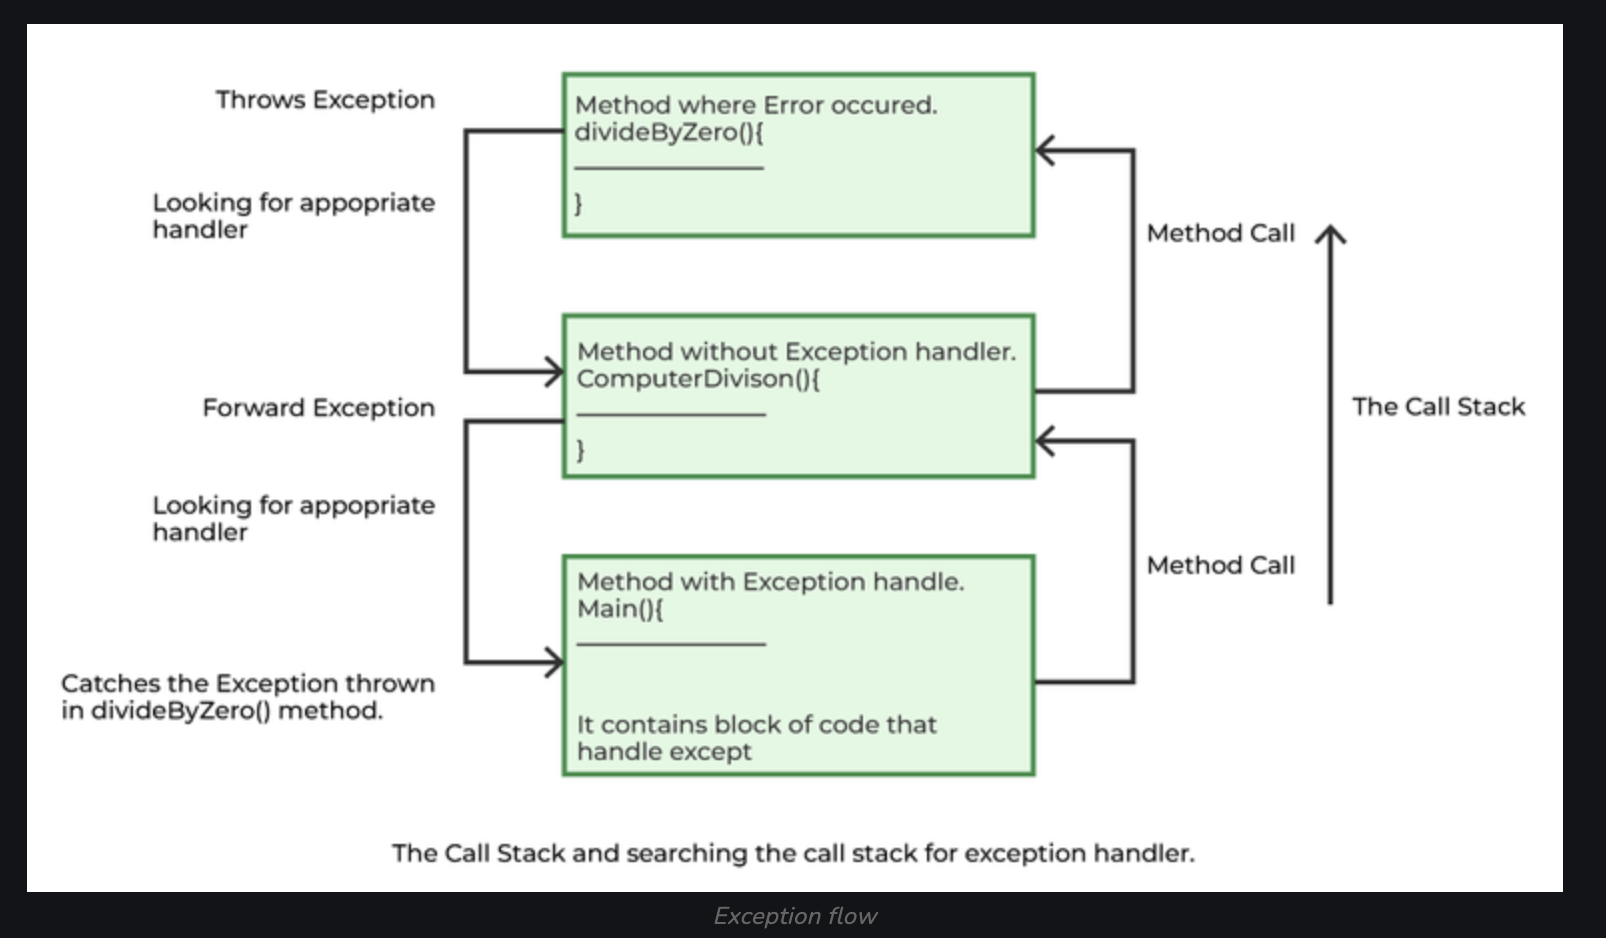 Throws Exception
Method where Error occured.
divideByZero(){
}
Looking for appopriate
handler
Method Call
Method without Exception handler.
ComputerDivison(){
}
Forward Exception
The Call Stack
Looking for appopriate
handler
Method Call
Method with Exception handle.
Main(){
It contains block of code that
handle except
Catches the Exception thrown
in divideByZero() method.
The Call Stack and searching the call stack for exception handler.
Exception flow